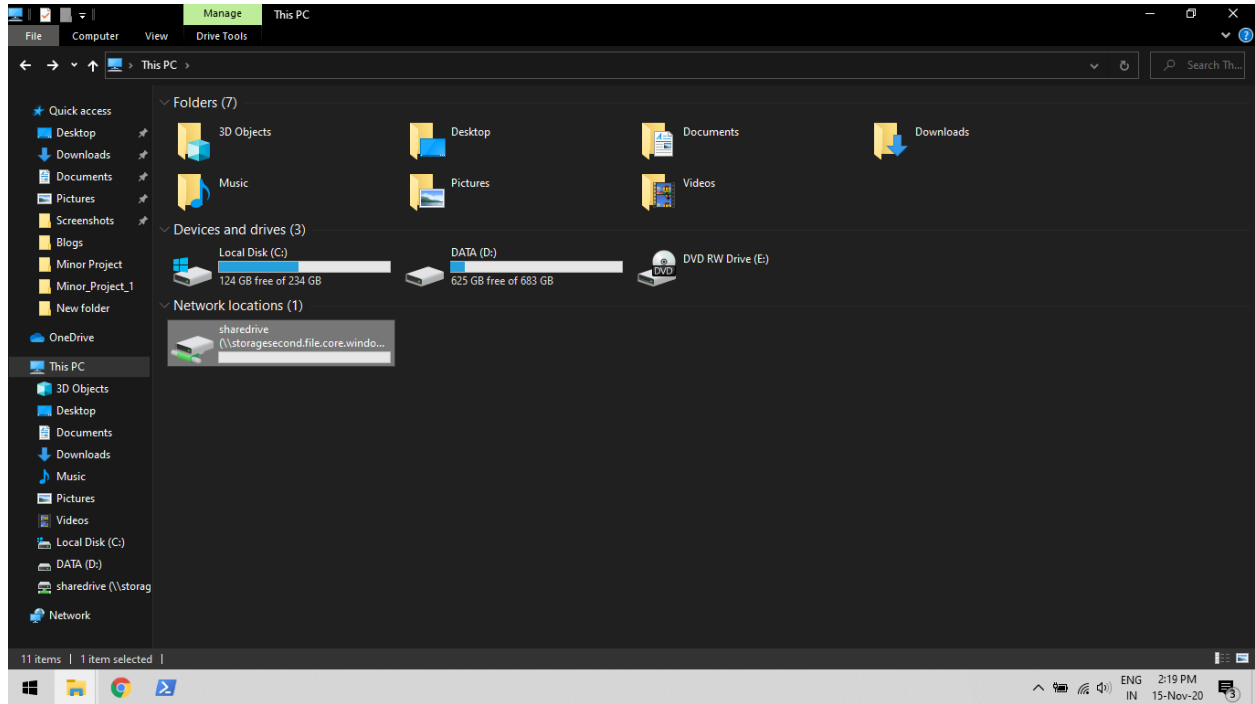 Manage This PC
File Computer View Drive Tools
This PC
Search Th...
Quick access
Desktop
Downloads
Documents
Pictures
Screenshots
Blogs
Minor Project
Minor_Project_1
New folder
OneDrive
This PC
3D Objects
Desktop
Documents
Downloads
Music
Pictures
Videos
Local Disk (C:)
DATA (D:)
sharedrive (\\storag
Network
Folders (7)
3D Objects
Desktop
Documents
Downloads
Music
Pictures
Videos
Devices and drives (3)
Local Disk (C:)
124 GB free of 234 GB
DATA (D:)
625 GB free of 683 GB
DVD
DVD RW Drive (E:)
Network locations (1)
sharedrive
(\\storagesecond.file.core.windo...
11 items 1 item selected
ENG
IN
2:19 PM
15-Nov-20
3